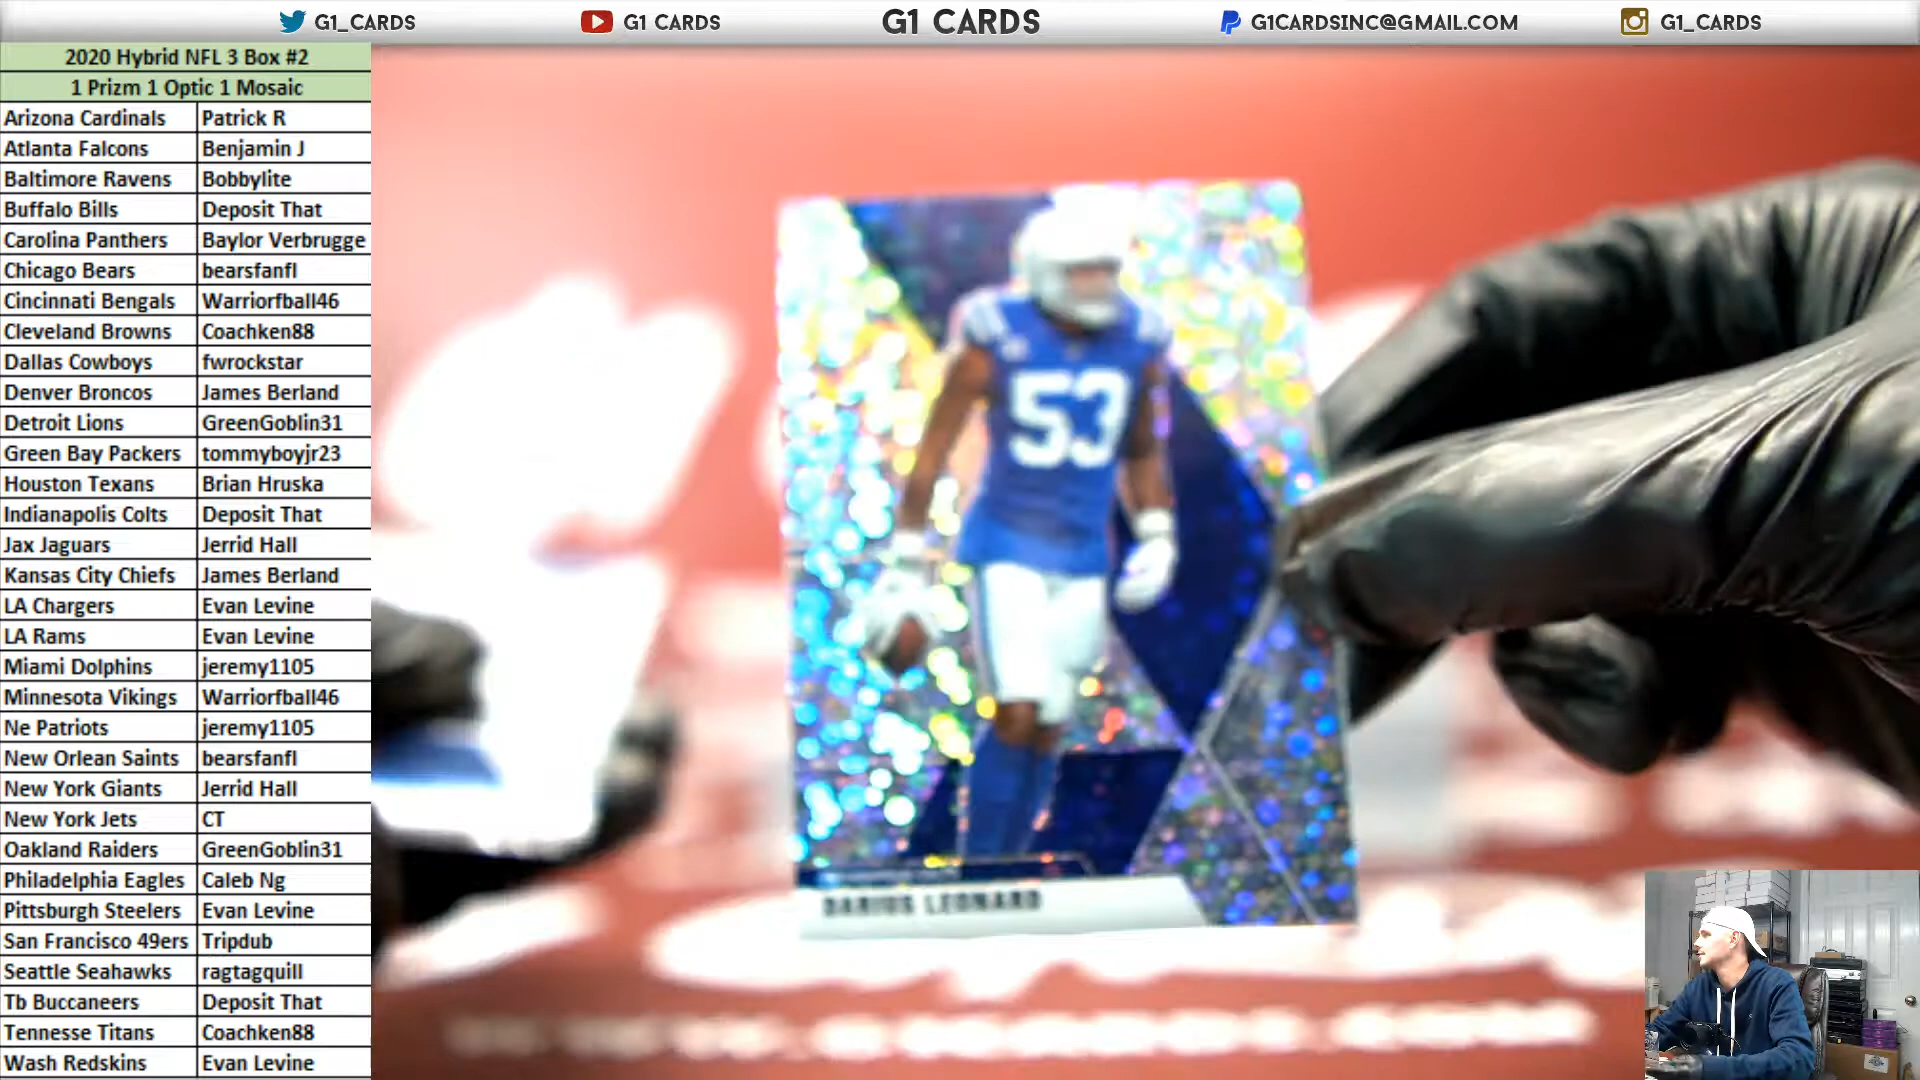 G1_CARDS G1 CARDS G1 CARDS G1CARDSINC@GMAIL.COM G1_CARDS
2020 Hybrid NFL 3 Box #2
1 Prizm 1 Optic 1 Mosaic
Arizona Cardinals Patrick R
Atlanta Falcons Benjamin J
Baltimore Ravens Bobbylite
Buffalo Bills Deposit That
Carolina Panthers Baylor Verbrugge
Chicago Bears bearsfanfl
Cincinnati Bengals Warriorfball46
Cleveland Browns Coachken88
Dallas Cowboys fwrockstar
Denver Broncos James Berland
Detroit Lions GreenGoblin31
Green Bay Packers tommyboyjr23
Houston Texans Brian Hruska
Indianapolis Colts Deposit That
Jax Jaguars Jerrid Hall
Kansas City Chiefs James Berland
LA Chargers Evan Levine
LA Rams Evan Levine
Miami Dolphins jeremy1105
Minnesota Vikings Warriorfball46
Ne Patriots jeremy1105
New Orlean Saints bearsfanfl
New York Giants Jerrid Hall
New York Jets CT
Oakland Raiders GreenGoblin31
Philadelphia Eagles Caleb Ng
Pittsburgh Steelers Evan Levine
San Francisco 49ers Tripdub
Seattle Seahawks ragtagquill
Tb Buccaneers Deposit That
Tennesse Titans Coachken88
Wash Redskins Evan Levine
53
DARIUS LEONARD